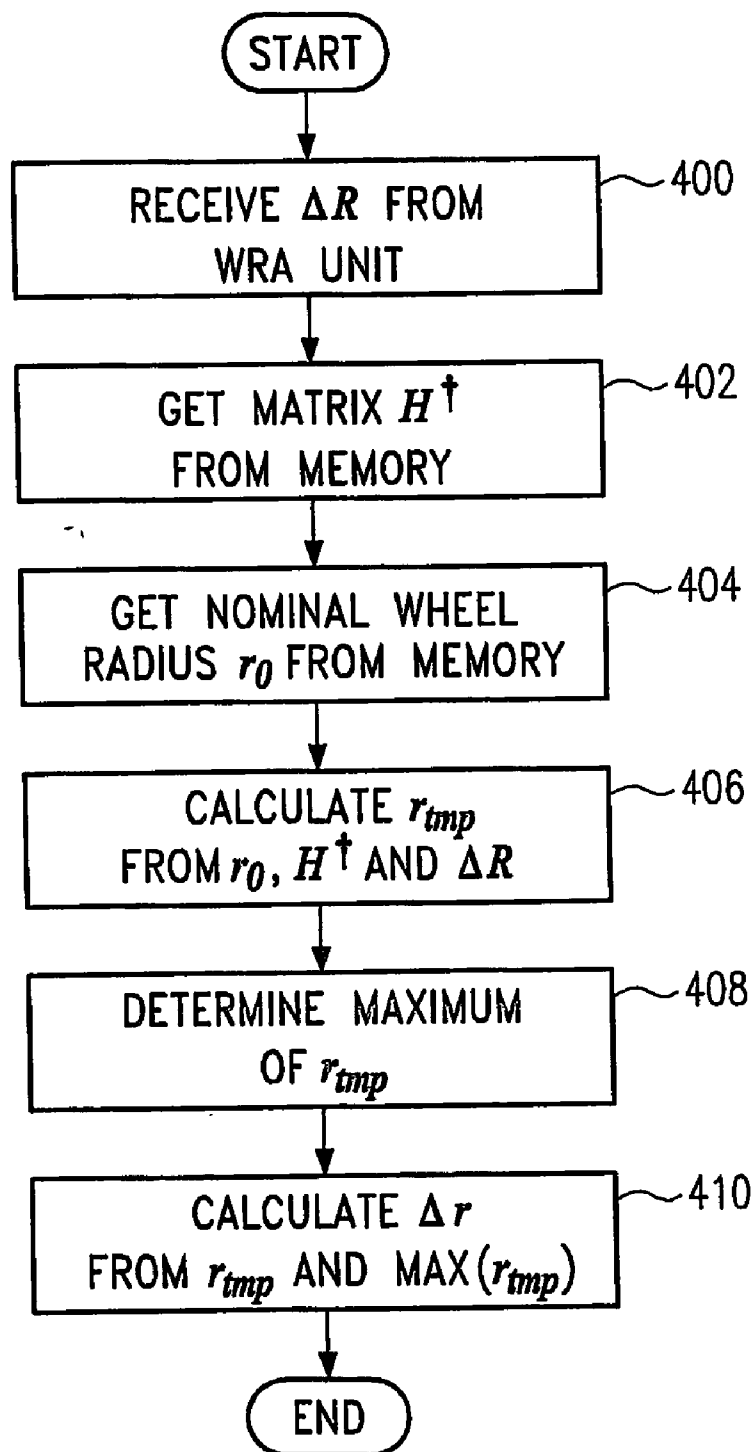 START
RECEIVE ΔR FROM
WRA UNIT
400
GET MATRIX H†
FROM MEMORY
402
GET NOMINAL WHEEL
RADIUS r0 FROM MEMORY
404
CALCULATE rtmp
FROM r0, H† AND ΔR
406
DETERMINE MAXIMUM
OF rtmp
408
CALCULATE Δr
FROM rtmp AND MAX(rtmp)
410
END